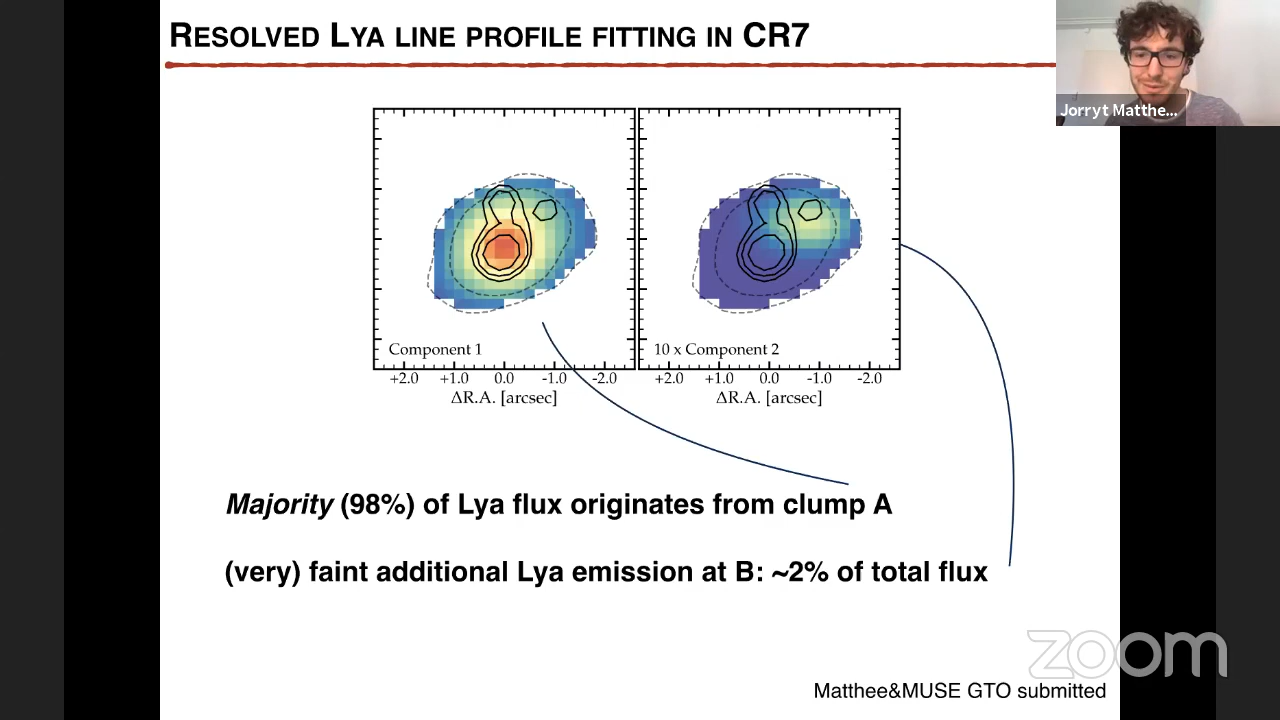 RESOLVED LYA LINE PROFILE FITTING IN CR7
Jorryt Matthe...
Component 1
10 x Component 2
+2.0 +1.0 0.0 -1.0 -2.0
+2.0 +1.0 0.0 -1.0 -2.0
ΔR.A. [arcsec]
ΔR.A. [arcsec]
Majority (98%) of Lya flux originates from clump A
(very) faint additional Lya emission at B: ~2% of total flux
zoom
Matthee&MUSE GTO submitted